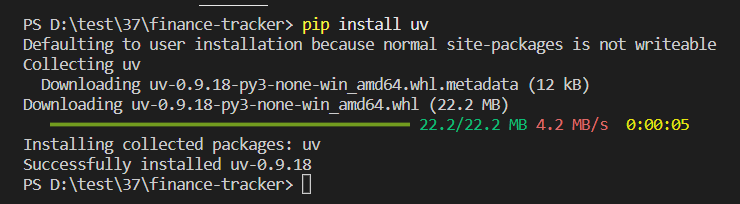 PS D:\test\37\finance-tracker> pip install uv
Defaulting to user installation because normal site-packages is not writeable
Collecting uv
  Downloading uv-0.9.18-py3-none-win_amd64.whl.metadata (12 kB)
Downloading uv-0.9.18-py3-none-win_amd64.whl (22.2 MB)
22.2/22.2 MB 4.2 MB/s  0:00:05
Installing collected packages: uv
Successfully installed uv-0.9.18
PS D:\test\37\finance-tracker>